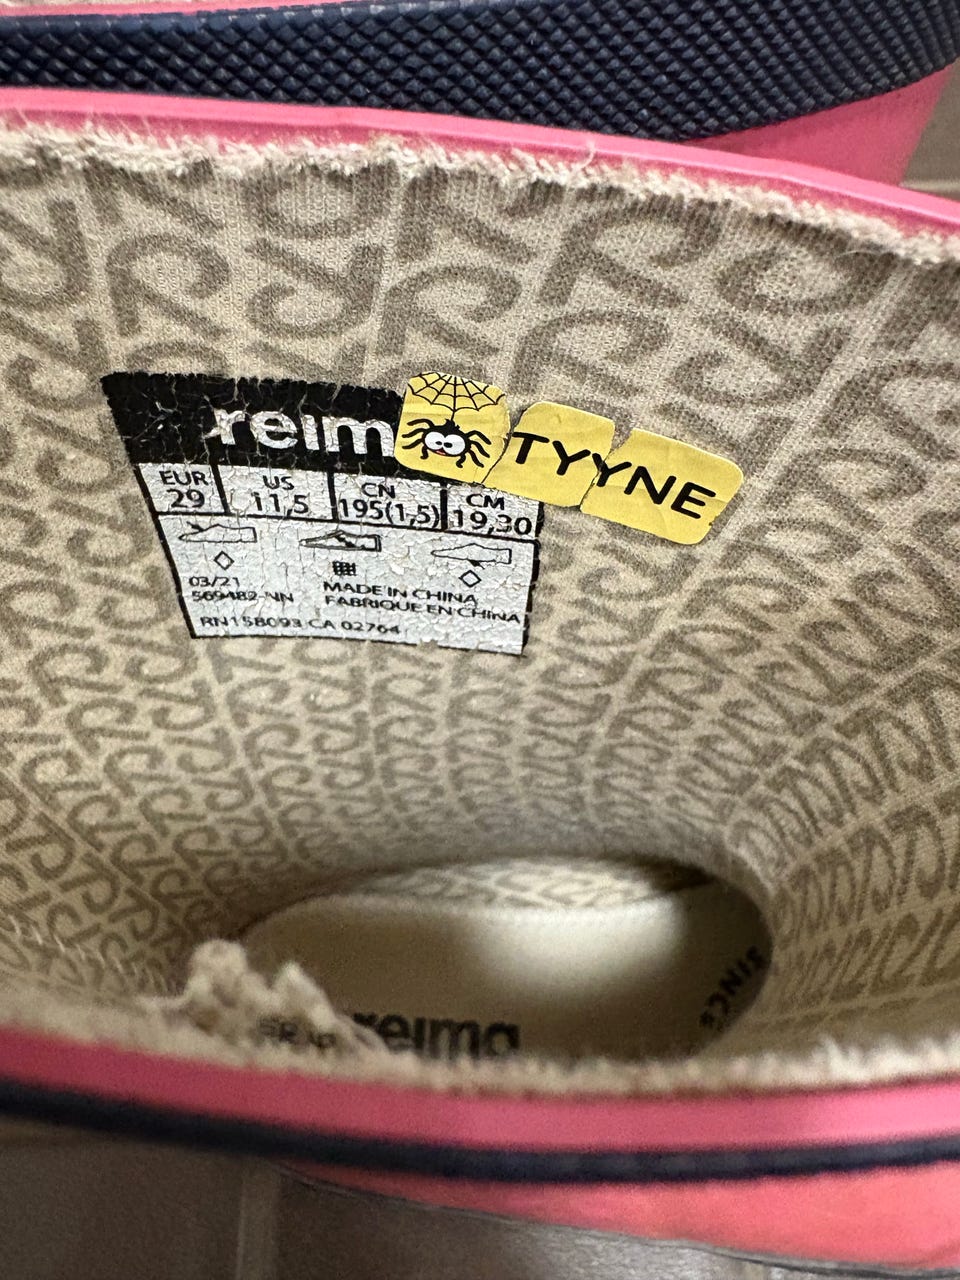 reima
TYYNE
EUR US CN CM
29 11,5 195(1,5) 19,30
03/21
569482-NN
MADE IN CHINA
FABRIQUE EN CHINA
RN158093 CA 02764
SINCE
reima